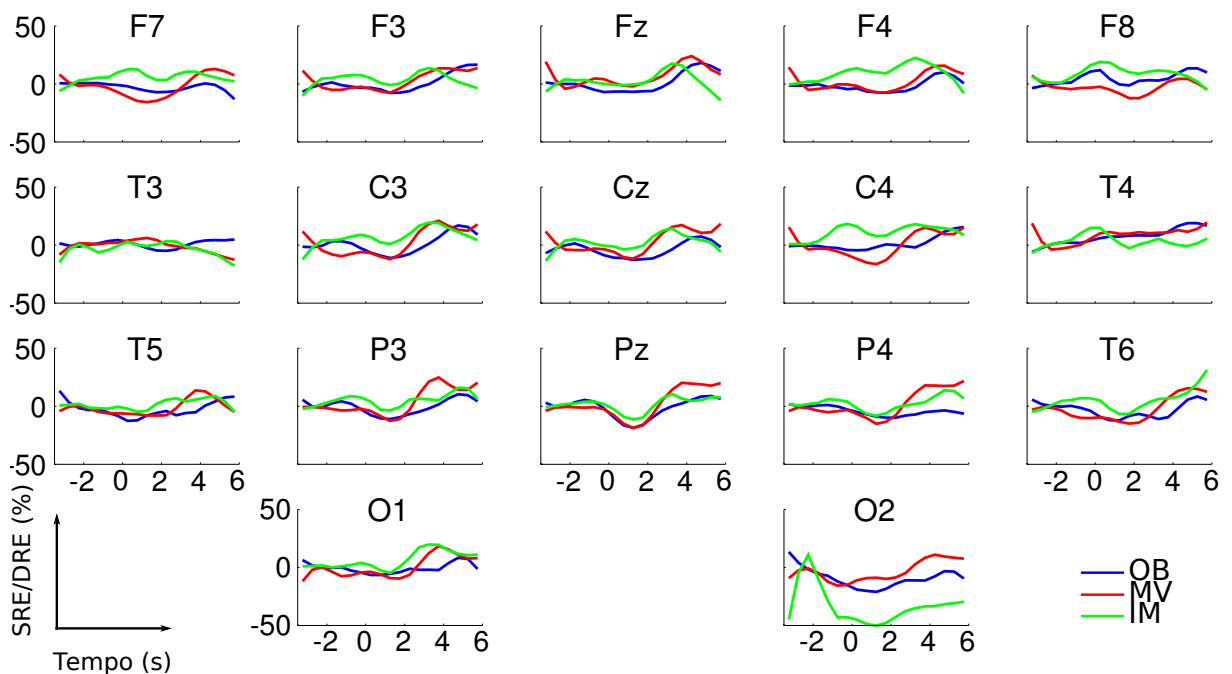 F7 F3 Fz F4 F8
50
0
-50
T3 C3 Cz C4 T4
50
0
-50
T5 P3 Pz P4 T6
50
0
-50
-2 0 2 4 6 -2 0 2 4 6 -2 0 2 4 6
O1 O2
50
0
-50
-2 0 2 4 6 -2 0 2 4 6
SRE/DRE (%)
Tempo (s)
OB
MV
IM